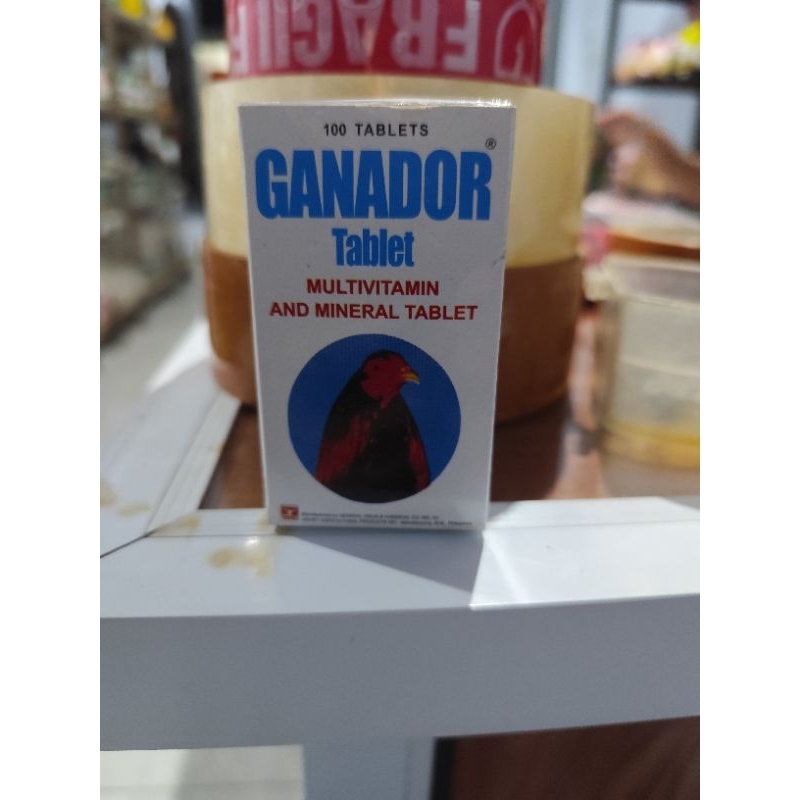 FRAGILE
100 TABLETS
GANADOR®
Tablet
MULTIVITAMIN
AND MINERAL TABLET